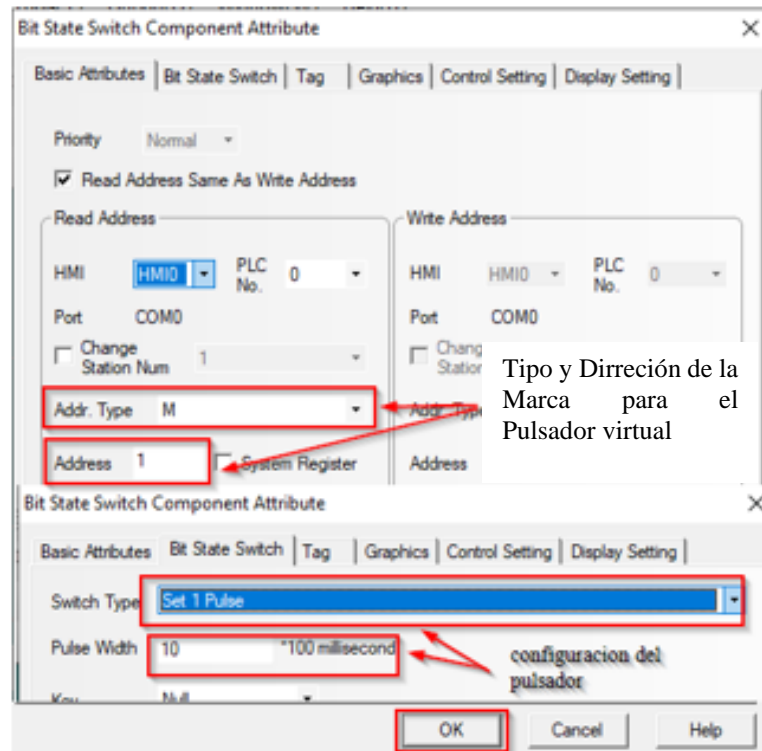 Bit State Switch Component Attribute
Basic Attributes Bit State Switch Tag Graphics Control Setting Display Setting
Priority Normal
Read Address Same As Write Address
Read Address Write Address
HMI HMI0 PLC No. 0 HMI HMI0 PLC No. 0
Port COM0 Port COM0
Change Station Num 1
Tipo y Dirreción de la
Marca para el
Pulsador virtual
Addr. Type M Addr. Type
Address 1 System Register Address
Bit State Switch Component Attribute
Basic Attributes Bit State Switch Tag Graphics Control Setting Display Setting
Switch Type Set 1 Pulse
Pulse Width 10 *100 millisecond
configuracion del
pulsador
OK Cancel Help